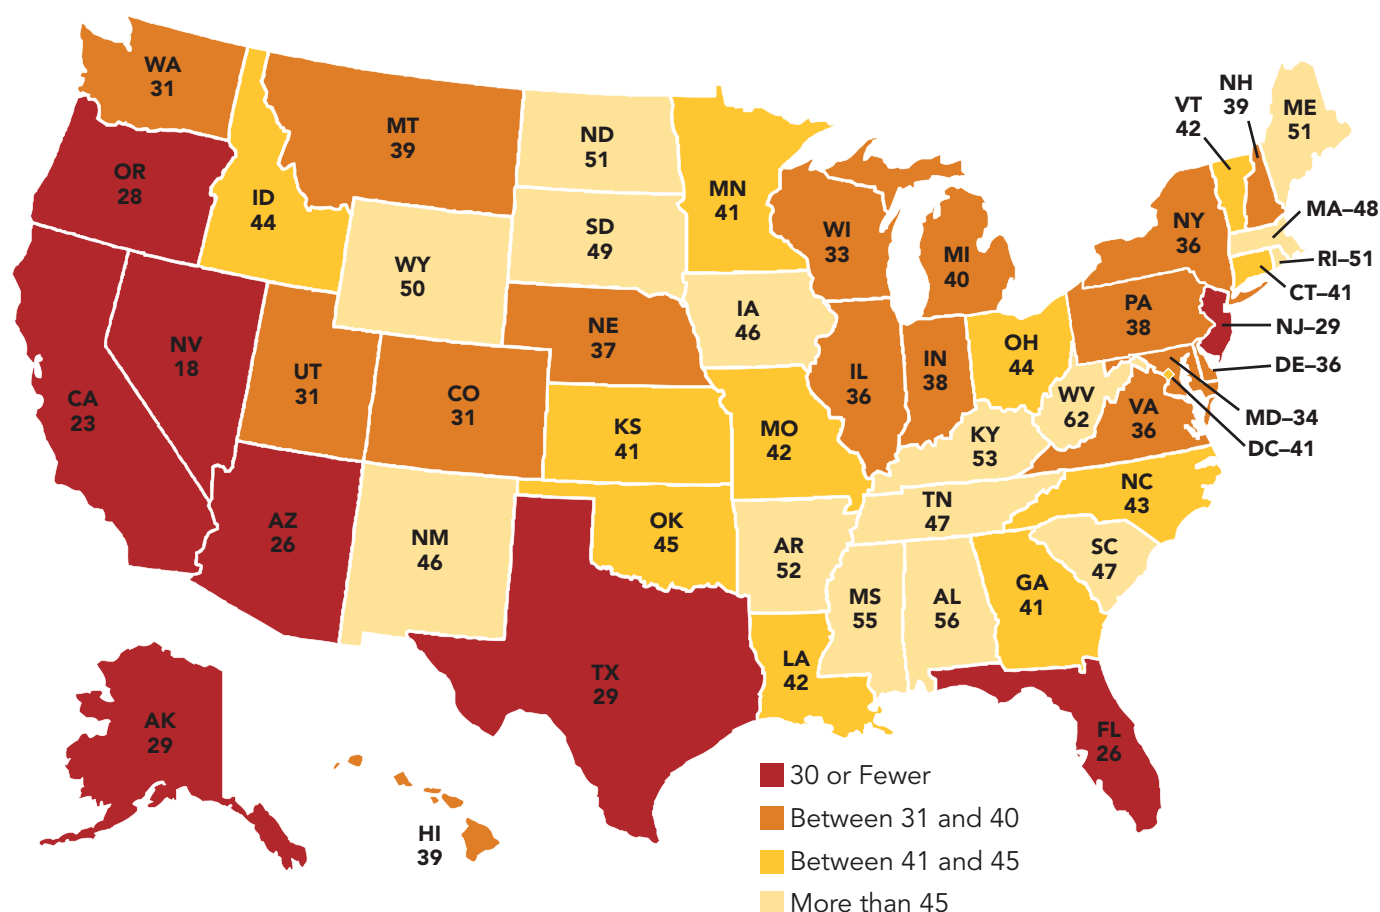 WA
31
MT
39
ND
51
MN
41
OR
28
ID
44
WY
50
SD
49
WI
33
MI
40
NY
36
VT
42
NH
39
ME
51
MA–48
RI–51
CT–41
NJ–29
DE–36
MD–34
DC–41
NV
18
CA
23
UT
31
CO
31
NE
37
IA
46
IL
36
IN
38
OH
44
PA
38
WV
62
VA
36
KS
41
MO
42
KY
53
NC
43
TN
47
SC
47
AZ
26
NM
46
OK
45
AR
52
MS
55
AL
56
GA
41
TX
29
LA
42
FL
26
AK
29
HI
39
30 or Fewer
Between 31 and 40
Between 41 and 45
More than 45